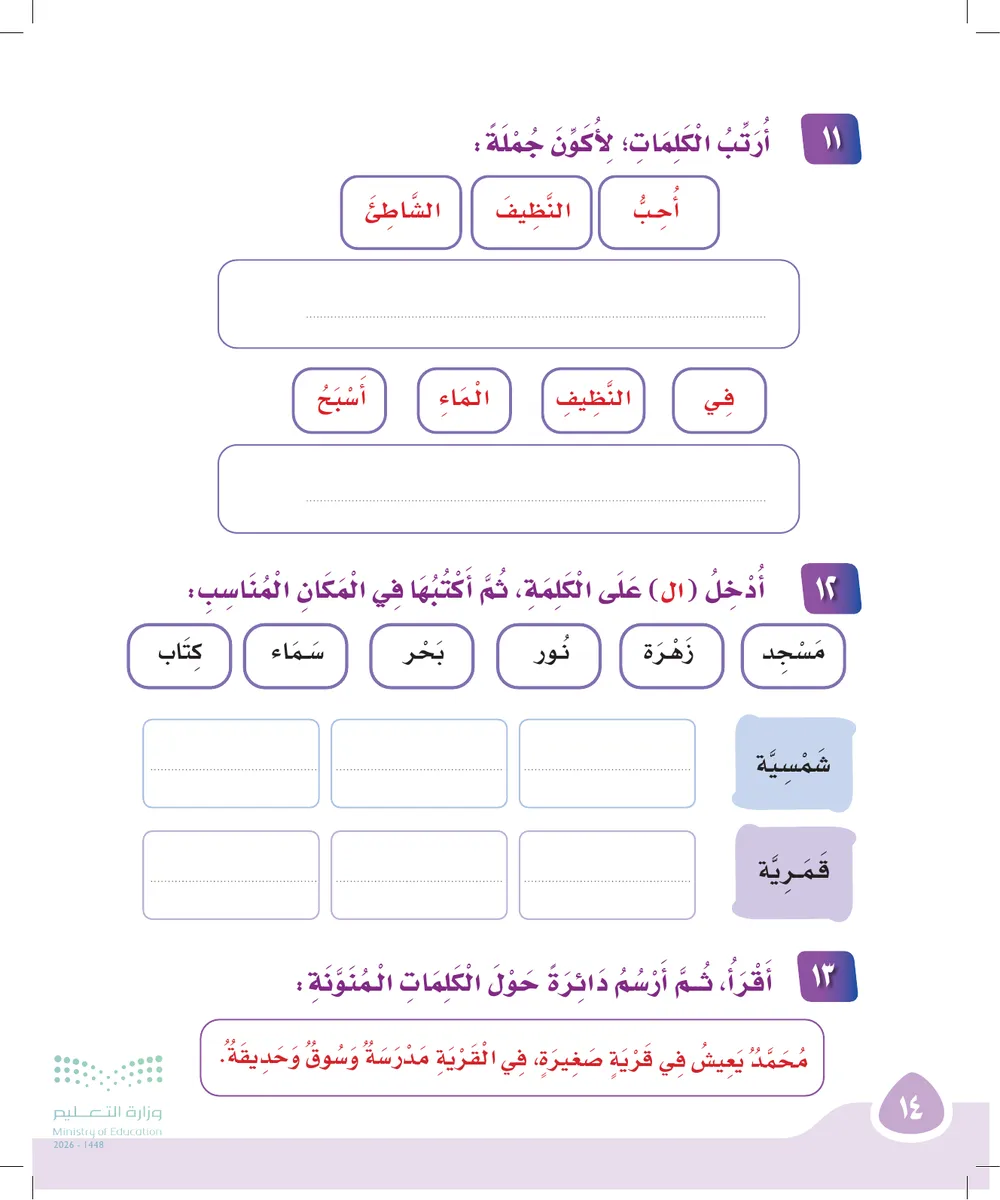 ١١ أُرَتِّبُ الْكَلِمَاتِ؛ لِأُكَوِّنَ جُمْلَةً :
أُحِبُّ النَّظِيفَ الشَّاطِئَ
فِي النَّظِيفِ الْمَاءِ أَسْبَحُ
١٢ أُدْخِلُ (ال) عَلَى الْكَلِمَةِ، ثُمَّ أَكْتُبُهَا فِي الْمَكَانِ الْمُنَاسِبِ:
مَسْجِد زَهْرَة نُور بَحْر سَمَاء كِتَاب
شَمْسِيَّة
قَمَرِيَّة
١٣ أَقْرَأُ، ثُمَّ أَرْسُمُ دَائِرَةً حَوْلَ الْكَلِمَاتِ الْمُنَوَّنَةِ :
مُحَمَّدٌ يَعِيشُ فِي قَرْيَةٍ صَغِيرَةٍ، فِي الْقَرْيَةِ مَدْرَسَةٌ وَسُوقٌ وَحَدِيقَةٌ.
١٤
وزارة التعليم
Ministry of Education
2026 - 1448